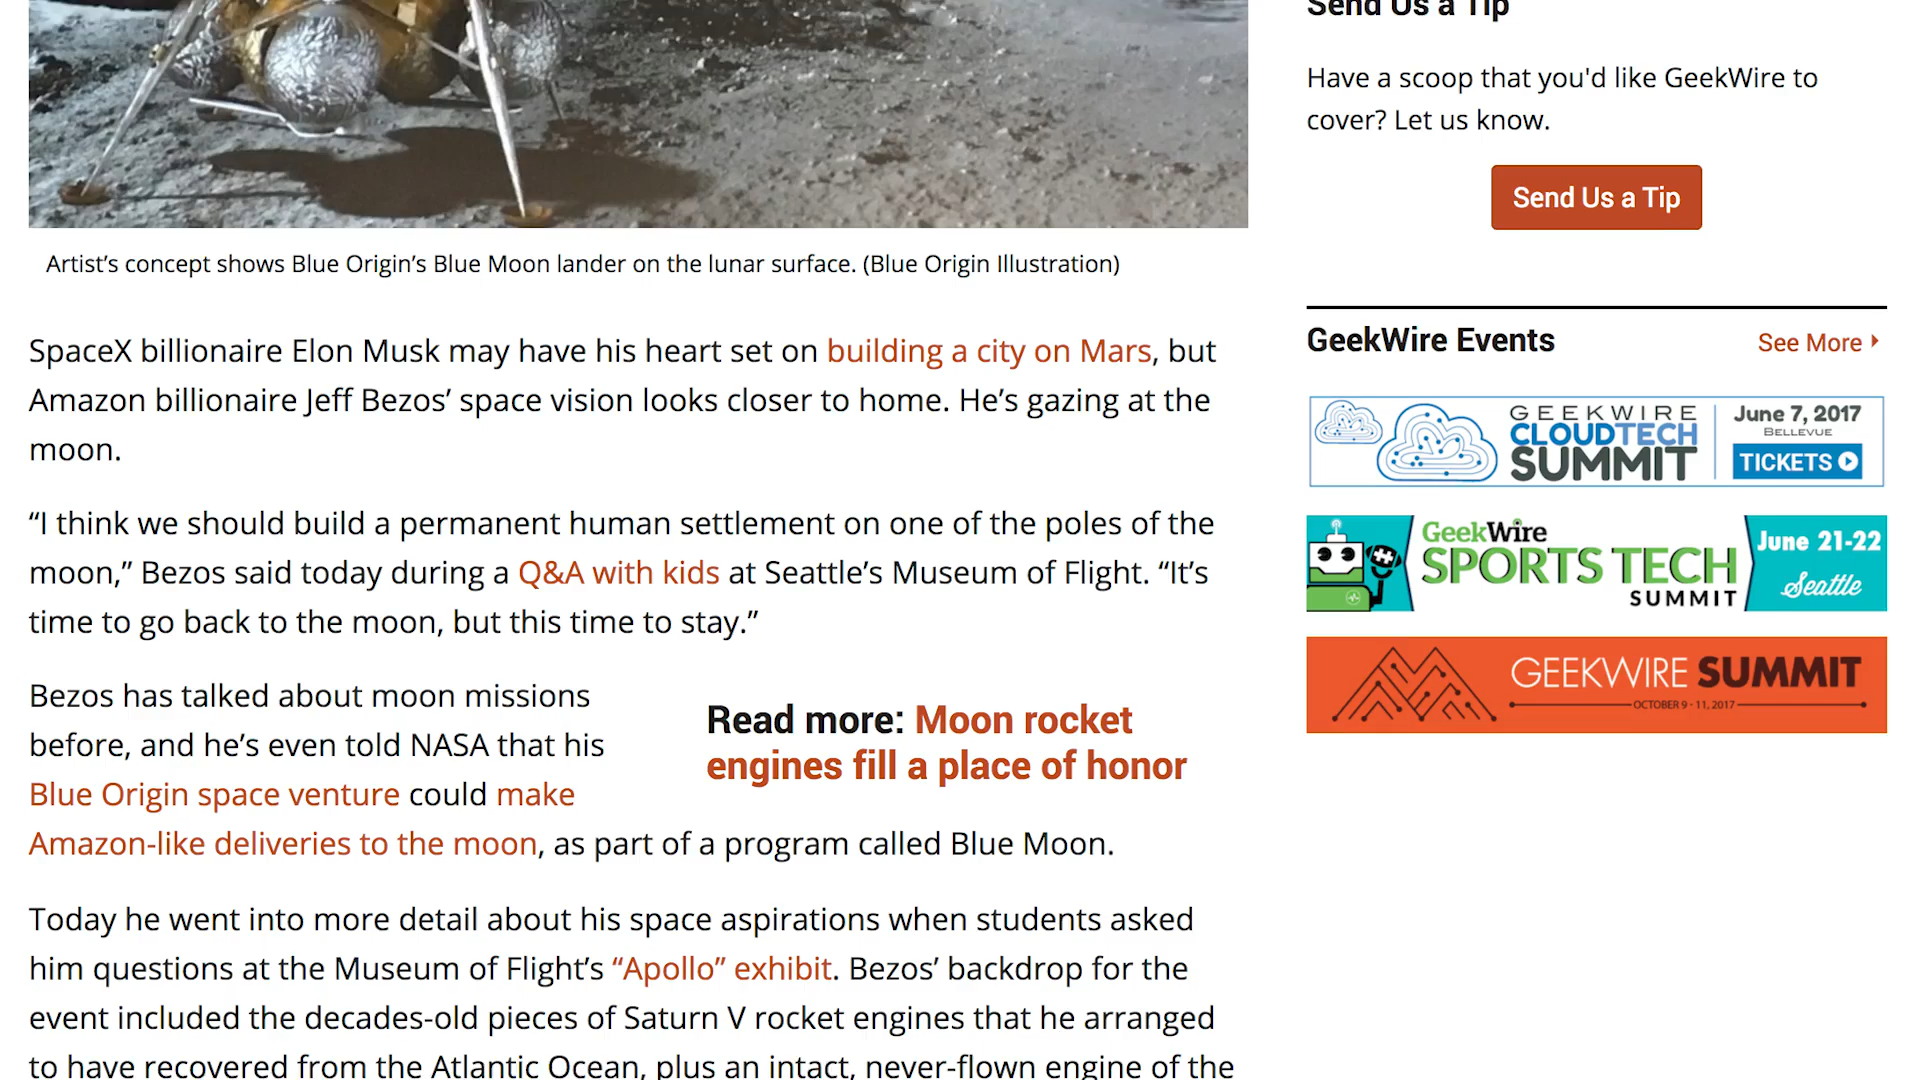 Artist’s concept shows Blue Origin’s Blue Moon lander on the lunar surface. (Blue Origin Illustration)
SpaceX billionaire Elon Musk may have his heart set on building a city on Mars, but
Amazon billionaire Jeff Bezos’ space vision looks closer to home. He’s gazing at the
moon.
“I think we should build a permanent human settlement on one of the poles of the
moon,” Bezos said today during a Q&A with kids at Seattle’s Museum of Flight. “It’s
time to go back to the moon, but this time to stay.”
Bezos has talked about moon missions
before, and he’s even told NASA that his
Blue Origin space venture could make
Amazon-like deliveries to the moon, as part of a program called Blue Moon.
Read more: Moon rocket
engines fill a place of honor
Today he went into more detail about his space aspirations when students asked
him questions at the Museum of Flight’s “Apollo” exhibit. Bezos’ backdrop for the
event included the decades-old pieces of Saturn V rocket engines that he arranged
to have recovered from the Atlantic Ocean, plus an intact, never-flown engine of the
Send Us a Tip
Have a scoop that you'd like GeekWire to
cover? Let us know.
Send Us a Tip
GeekWire Events
See More
GEEKWIRE
CLOUDTECH
SUMMIT
June 7, 2017
BELLEVUE
TICKETS
GeekWire
SPORTS TECH
SUMMIT
June 21-22
Seattle
GEEKWIRE SUMMIT
OCTOBER 9 - 11, 2017